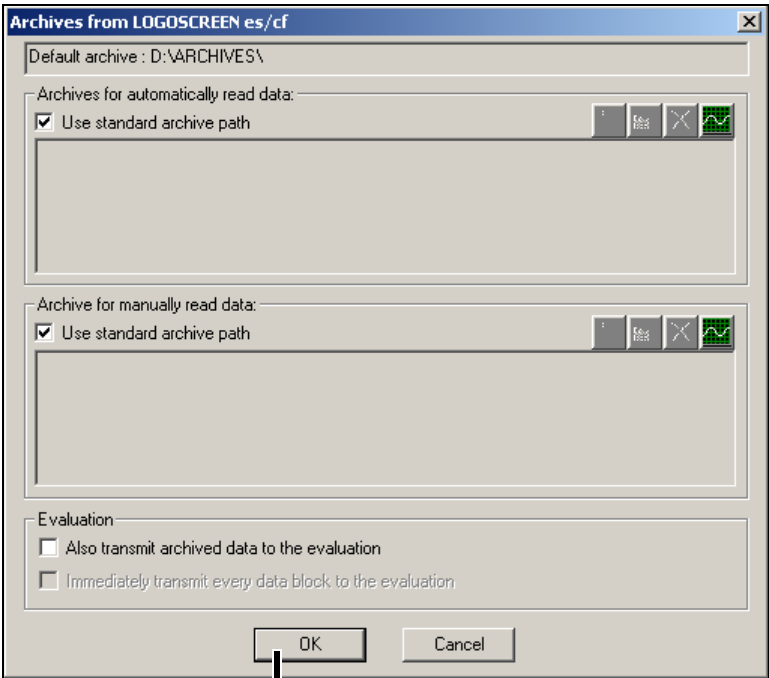 Archives from LOGOSCREEN es/cf
Default archive : D:\ARCHIVES\
Archives for automatically read data:
Use standard archive path
Archive for manually read data:
Use standard archive path
Evaluation
Also transmit archived data to the evaluation
Immediately transmit every data block to the evaluation
OK
Cancel